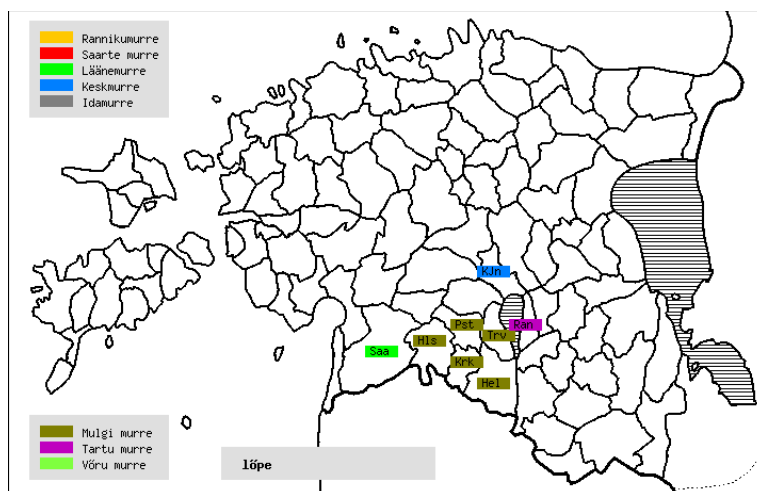 Rannikumurre
Saarte murre
Läänemurre
Keskmurre
Idamurre
KJn
Pst
Ran
Trv
Hls
Saa
Krk
Hel
Mulgi murre
Tartu murre
Võru murre
lõpe